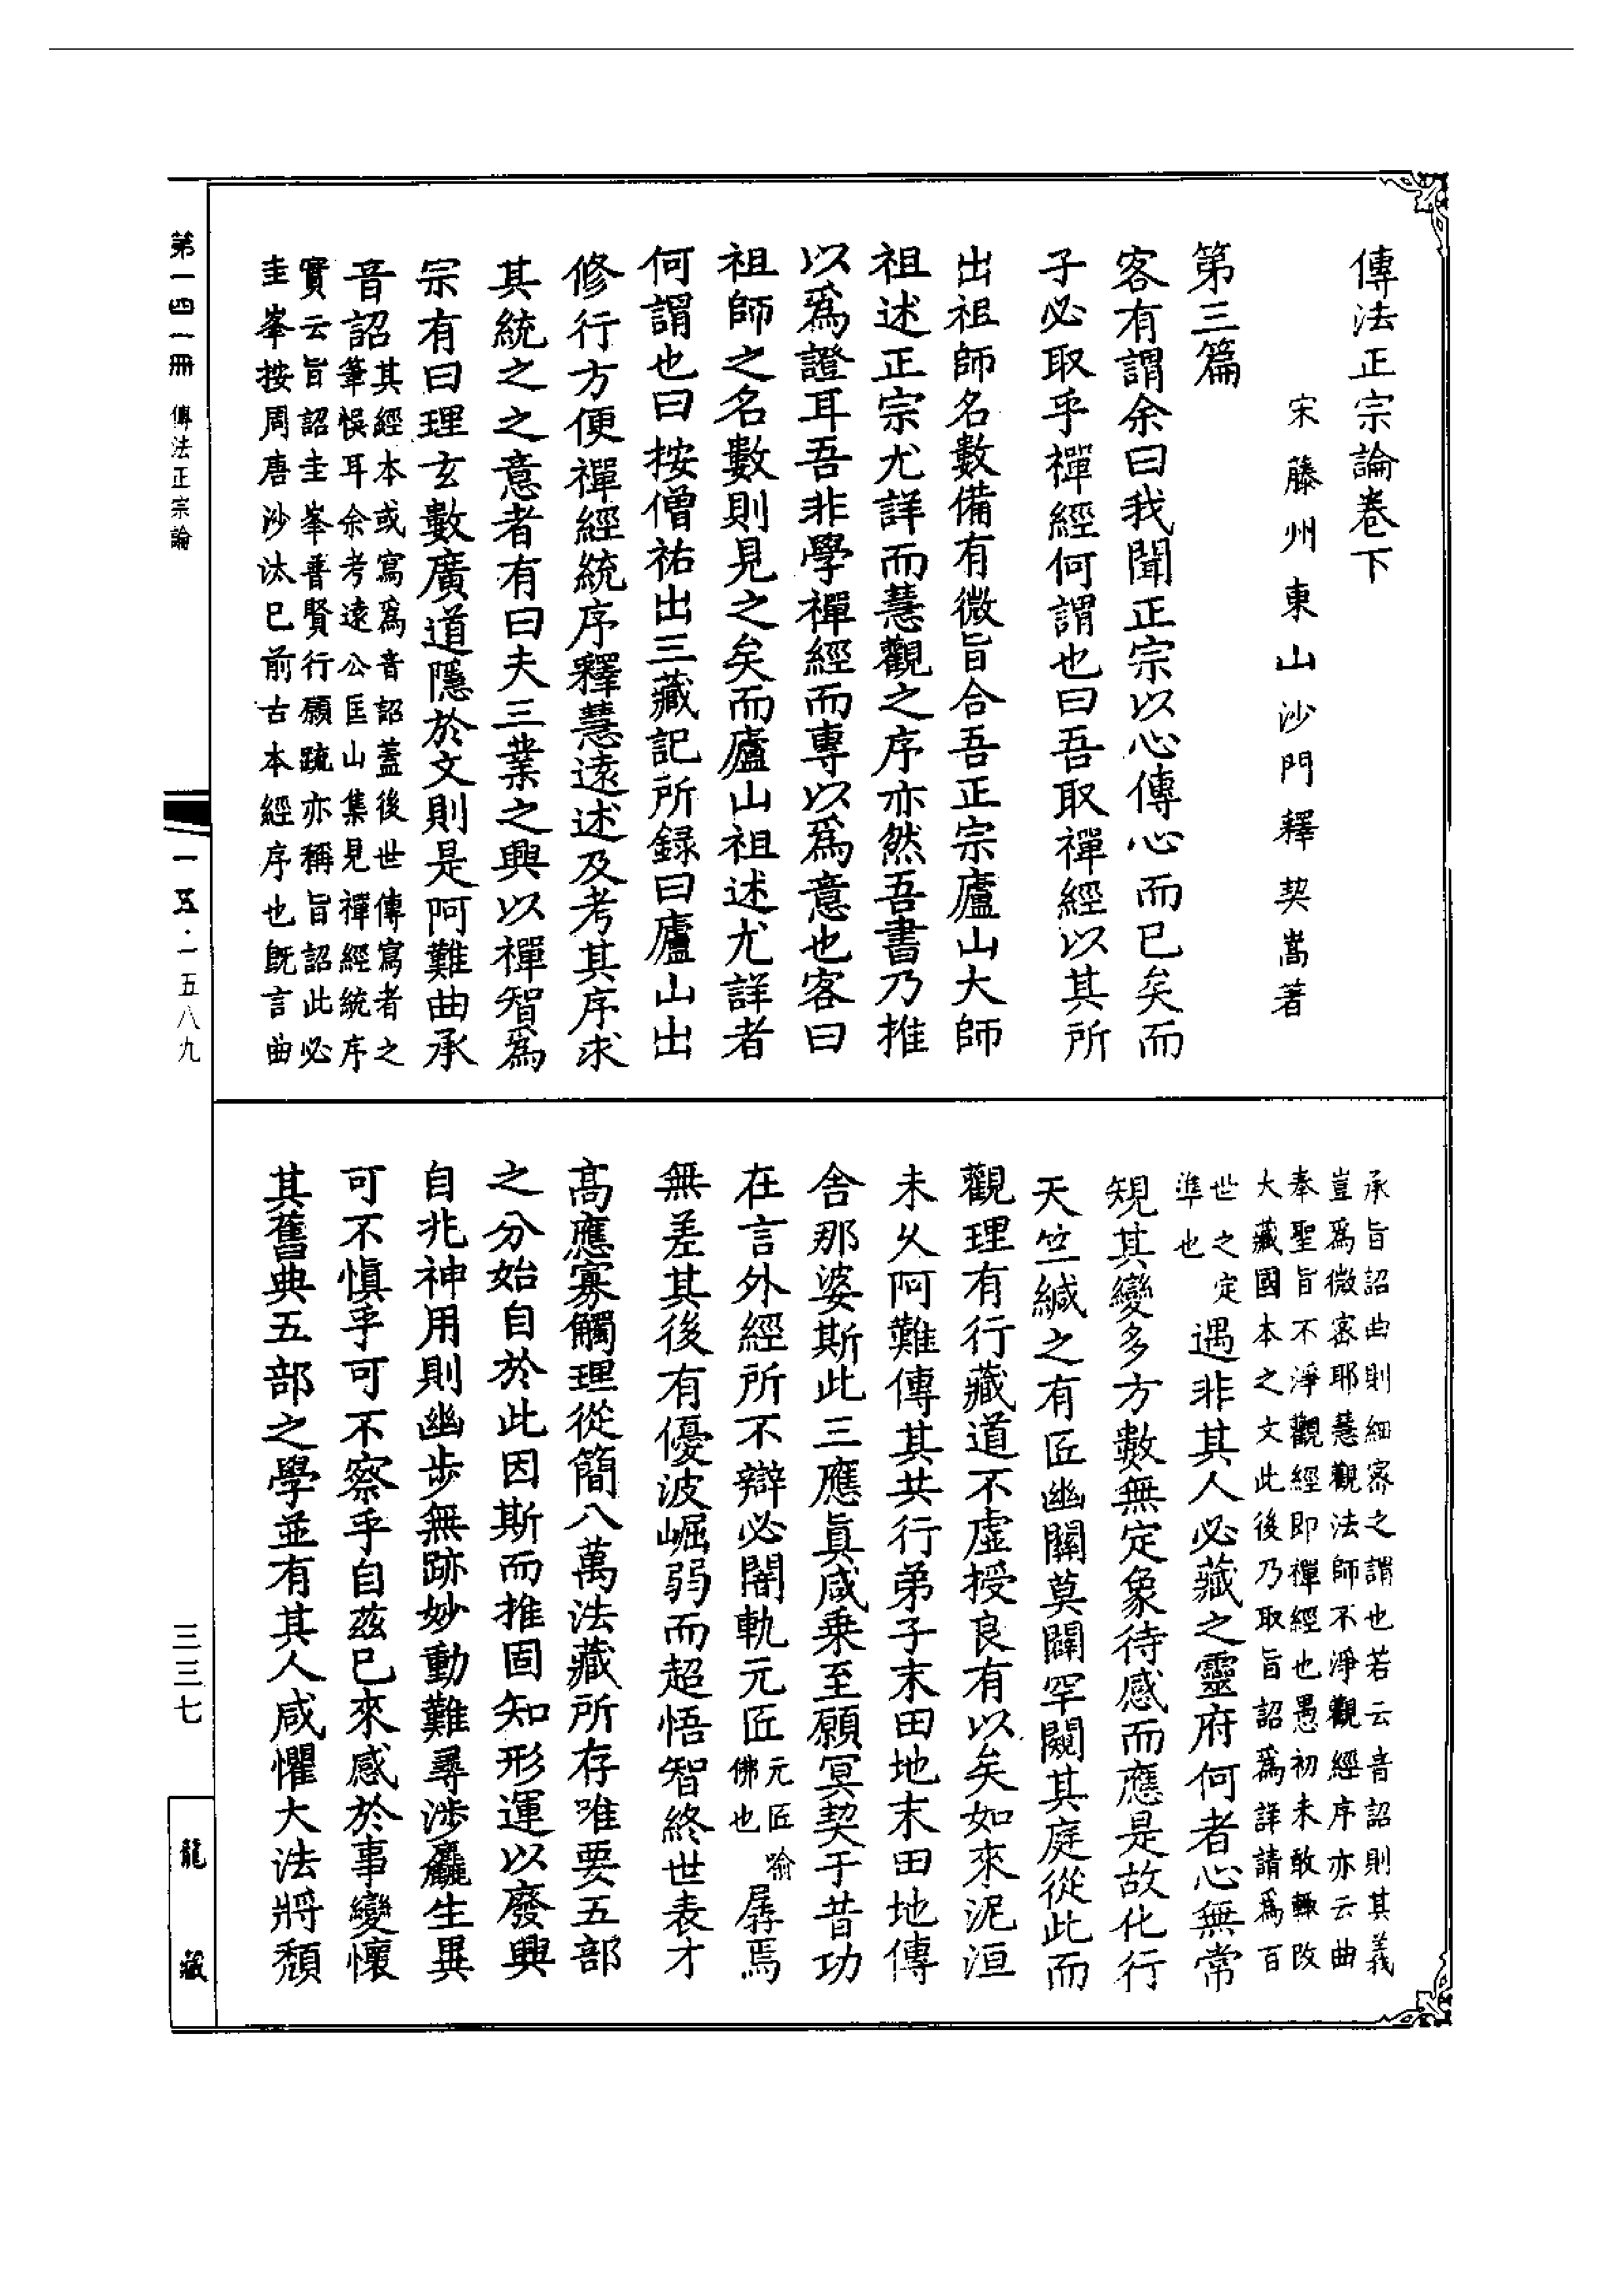 傳法正宗論卷下
宋藤州東山沙門釋契嵩著
第三篇
客有謂余曰我聞正宗以心傳心而已矣而
子必取乎禪經何謂也曰吾取禪經以其所
出祖師名數備有微旨合吾正宗廬山大師
祖述正宗尤詳而慧觀之序亦然吾書乃推
以爲證耳吾非學禪經而專以爲意也客曰
祖師之名數則見之矣而廬山祖述尤詳者
何謂也曰按僧祐出三藏記所録曰廬山出
修行方便禪經統序釋慧遠述及考其序求
其統之之意者有曰夫三業之興以禪智爲
宗有曰理玄數廣道隱於文則是阿難曲承
音詔
其經本或寫爲音詔蓋後世傳寫者之
筆悞耳余考遠公匡山集見禪經統序
實云旨詔圭峯普賢行願䟽亦稱旨詔此必
圭峯按周唐沙汰已前古本經序也旣言曲
承旨詔曲則細宻之謂也若云音詔則其義
豈爲微宻耶慧觀法師不淨觀經序亦云曲
奉聖旨不淨觀經即禪經也愚初未敢輙改
大藏國本之文此後乃取旨詔爲詳請爲百
世之定
準也
遇非其人必藏之靈府何者心無常
規其變多方數無定象待感而應是故化行
天竺緘之有匠幽關莫闢罕闚其庭從此而
觀理有行藏道不虛授良有以矣如來泥洹
未乆阿難傳其共行弟子末田地末田地傳
舍那婆斯此三應眞咸乗至願冥契于昔功
在言外經所不辯必闇軌元匠
元匠喻
佛也
孱焉
無差其後有優波崛弱而超悟智終世表才
高應寡觸理從簡八萬法藏所存唯要五部
之分始自於此因斯而推固知形運以廢興
自兆神用則幽步無跡妙動難尋涉麤生異
可不愼乎可不察乎自茲已來感於事變懷
其舊典五部之學並有其人咸懼大法將頹
第一四一冊
傳法正宗論
一五·一五八九
三三七
龍藏